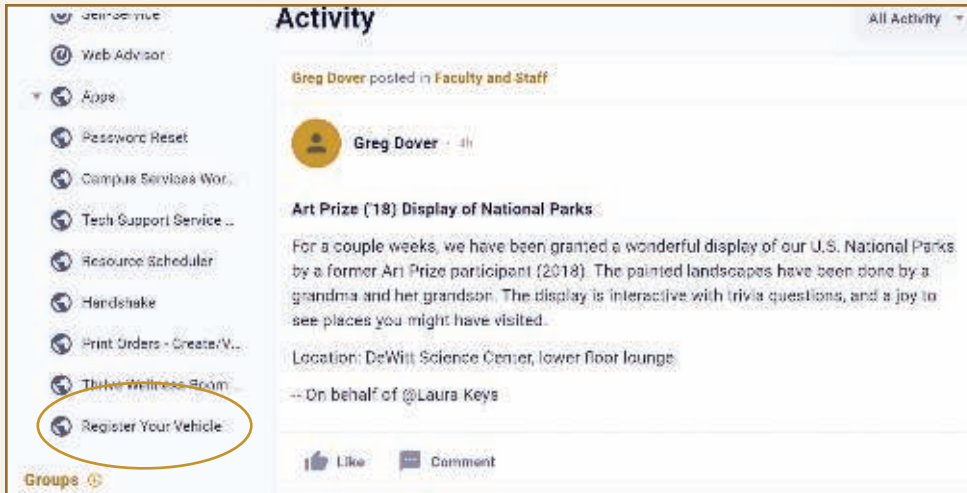 Self-Service
Web Advisor
Apps
Password Reset
Campus Services Wor...
Tech Support Service ...
Resource Scheduler
Handshake
Print Orders - Create/V...
Thrive Wellness Room ...
Register Your Vehicle
Groups
Activity
All Activity
Greg Dover posted in Faculty and Staff
Greg Dover · 4h
Art Prize ('18) Display of National Parks
For a couple weeks, we have been granted a wonderful display of our U.S. National Parks
by a former Art Prize participant (2018). The painted landscapes have been done by a
grandma and her grandson. The display is interactive with trivia questions, and a joy to
see places you might have visited.
Location: DeWitt Science Center, lower floor lounge
-- On behalf of @Laura Keys
Like
Comment